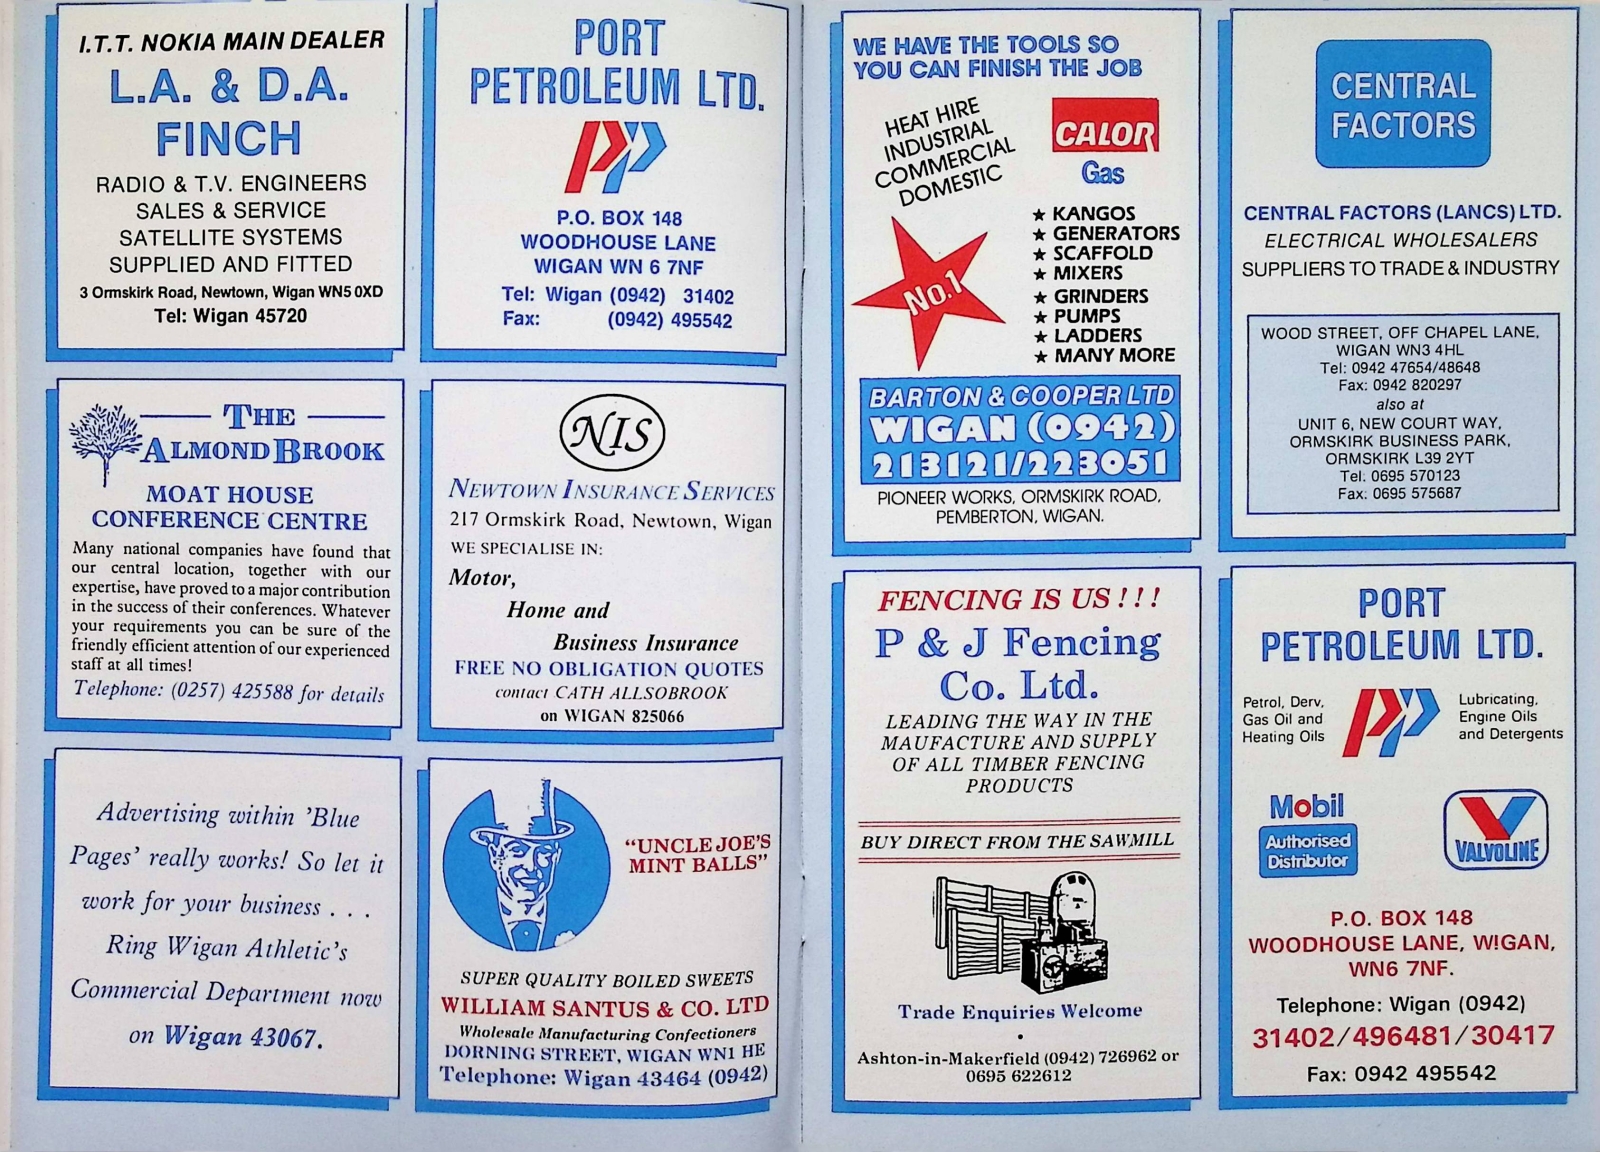 I.T.T. NOKIA MAIN DEALER
L.A. & D.A.
FINCH
RADIO & T.V. ENGINEERS
SALES & SERVICE
SATELLITE SYSTEMS
SUPPLIED AND FITTED
3 Ormskirk Road, Newtown, Wigan WN5 0XD
Tel: Wigan 45720
PORT
PETROLEUM LTD.
PP
P.O. BOX 148
WOODHOUSE LANE
WIGAN WN 6 7NF
Tel: Wigan (0942) 31402
Fax: (0942) 495542
THE
ALMOND BROOK
MOAT HOUSE
CONFERENCE CENTRE
Many national companies have found that
our central location, together with our
expertise, have proved to a major contribution
in the success of their conferences. Whatever
your requirements you can be sure of the
friendly efficient attention of our experienced
staff at all times!
Telephone: (0257) 425588 for details
NIS
NEWTOWN INSURANCE SERVICES
217 Ormskirk Road, Newtown, Wigan
WE SPECIALISE IN:
Motor,
Home and
Business Insurance
FREE NO OBLIGATION QUOTES
contact CATH ALLSOBROOK
on WIGAN 825066
Advertising within 'Blue
Pages' really works! So let it
work for your business . . .
Ring Wigan Athletic's
Commercial Department now
on Wigan 43067.
"UNCLE JOE'S
MINT BALLS"
SUPER QUALITY BOILED SWEETS
WILLIAM SANTUS & CO. LTD
Wholesale Manufacturing Confectioners
DORNING STREET, WIGAN WN1 HE
Telephone: Wigan 43464 (0942)
WE HAVE THE TOOLS SO
YOU CAN FINISH THE JOB
HEAT HIRE
INDUSTRIAL
COMMERCIAL
DOMESTIC
CALOR
Gas
No.1
★ KANGOS
★ GENERATORS
★ SCAFFOLD
★ MIXERS
★ GRINDERS
★ PUMPS
★ LADDERS
★ MANY MORE
BARTON & COOPER LTD
WIGAN (0942)
213121/223051
PIONEER WORKS, ORMSKIRK ROAD,
PEMBERTON, WIGAN.
CENTRAL
FACTORS
CENTRAL FACTORS (LANCS) LTD.
ELECTRICAL WHOLESALERS
SUPPLIERS TO TRADE & INDUSTRY
WOOD STREET, OFF CHAPEL LANE,
WIGAN WN3 4HL
Tel: 0942 47654/48648
Fax: 0942 820297
also at
UNIT 6, NEW COURT WAY,
ORMSKIRK BUSINESS PARK,
ORMSKIRK L39 2YT
Tel: 0695 570123
Fax: 0695 575687
FENCING IS US ! ! !
P & J Fencing
Co. Ltd.
LEADING THE WAY IN THE
MAUFACTURE AND SUPPLY
OF ALL TIMBER FENCING
PRODUCTS
BUY DIRECT FROM THE SAWMILL
Trade Enquiries Welcome
•
Ashton-in-Makerfield (0942) 726962 or
0695 622612
PORT
PETROLEUM LTD.
Petrol, Derv,
Gas Oil and
Heating Oils
PP
Lubricating,
Engine Oils
and Detergents
Mobil
Authorised
Distributor
VALVOLINE
P.O. BOX 148
WOODHOUSE LANE, WIGAN,
WN6 7NF.
Telephone: Wigan (0942)
31402/496481/30417
Fax: 0942 495542